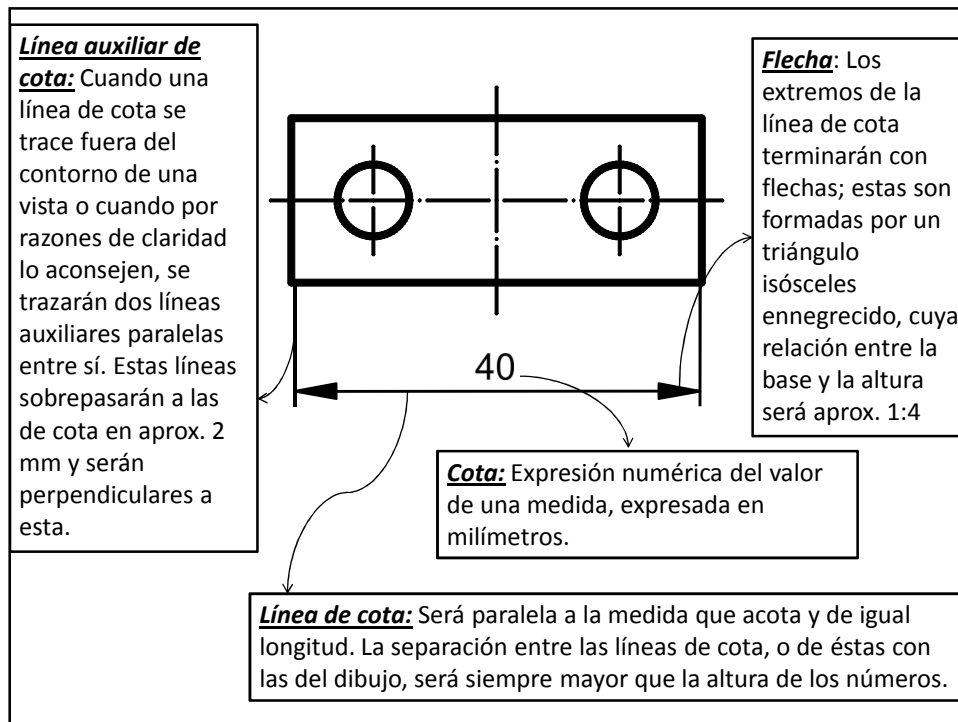 Línea auxiliar de
cota: Cuando una
línea de cota se
trace fuera del
contorno de una
vista o cuando por
razones de claridad
lo aconsejen, se
trazarán dos líneas
auxiliares paralelas
entre sí. Estas líneas
sobrepasarán a las
de cota en aprox. 2
mm y serán
perpendiculares a
esta.
Flecha: Los
extremos de la
línea de cota
terminarán con
flechas; estas son
formadas por un
triángulo
isósceles
ennegrecido, cuya
relación entre la
base y la altura
será aprox. 1:4
40
Cota: Expresión numérica del valor
de una medida, expresada en
milímetros.
Línea de cota: Será paralela a la medida que acota y de igual
longitud. La separación entre las líneas de cota, o de éstas con
las del dibujo, será siempre mayor que la altura de los números.